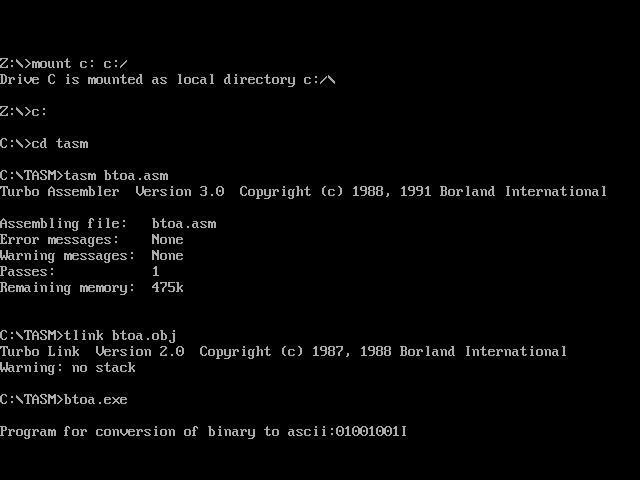 Z:\>mount c: c:/
Drive C is mounted as local directory c:/\
Z:\>c:
C:\>cd tasm
C:\TASM>tasm btoa.asm
Turbo Assembler  Version 3.0  Copyright (c) 1988, 1991 Borland International
Assembling file:   btoa.asm
Error messages:    None
Warning messages:  None
Passes:            1
Remaining memory:  475k
C:\TASM>tlink btoa.obj
Turbo Link  Version 2.0  Copyright (c) 1987, 1988 Borland International
Warning: no stack
C:\TASM>btoa.exe
Program for conversion of binary to ascii:01001001I